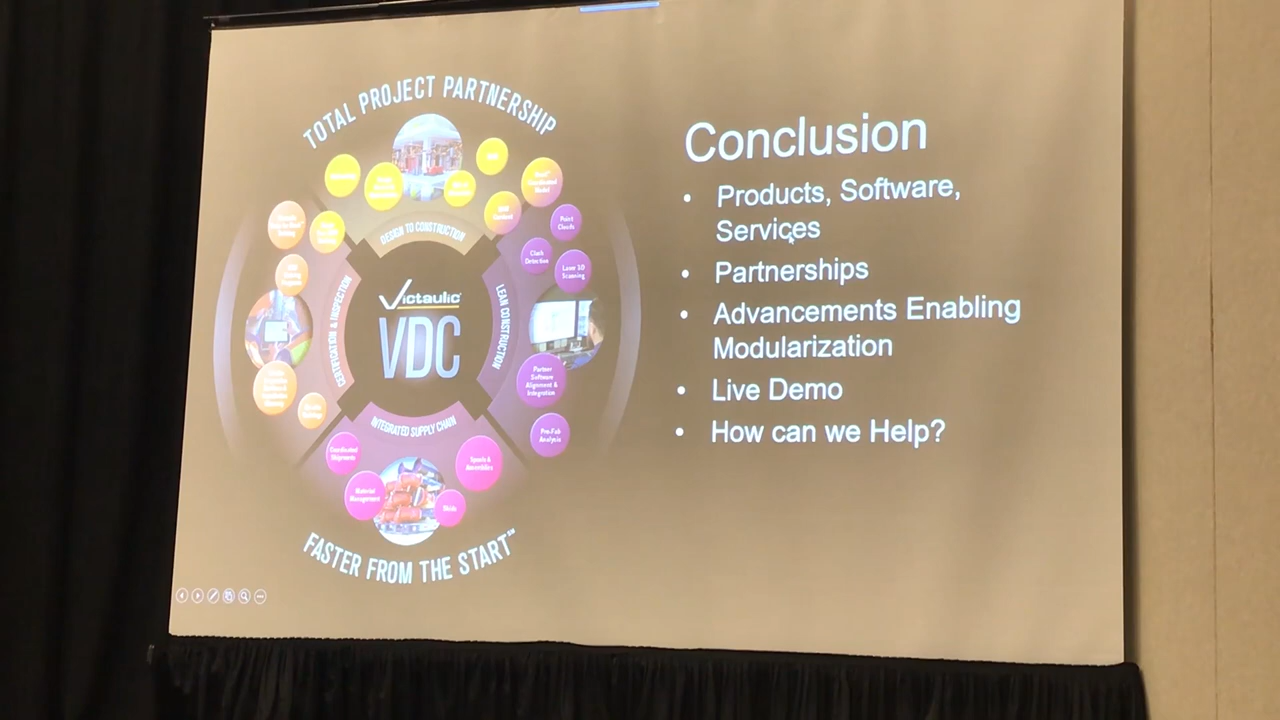 TOTAL PROJECT PARTNERSHIP
DESIGN TO CONSTRUCTION
Point
Clouds
Clash
Detection
Laser 3D
Scanning
LEAN CONSTRUCTION
Partner
Software
Alignment &
Integration
Pre-Fab
Analysis
CERTIFICATION & INSPECTION
Victaulic
VDC
INTEGRATED SUPPLY CHAIN
Coordinated
Shipments
Material
Management
Spools &
Assemblies
Skids
FASTER FROM THE START™
Conclusion
• Products, Software,
Services
• Partnerships
• Advancements Enabling
Modularization
• Live Demo
• How can we Help?